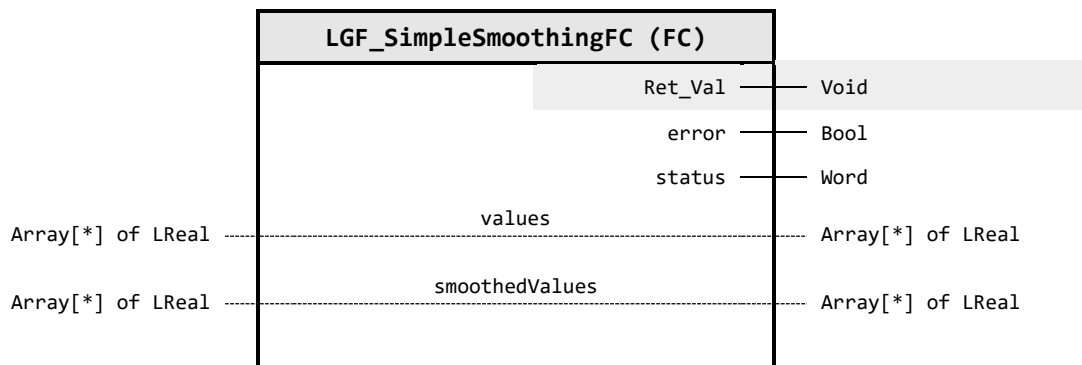 LGF_SimpleSmoothingFC (FC)
Ret_Val Void
error Bool
status Word
Array[*] of LReal values Array[*] of LReal
Array[*] of LReal smoothedValues Array[*] of LReal